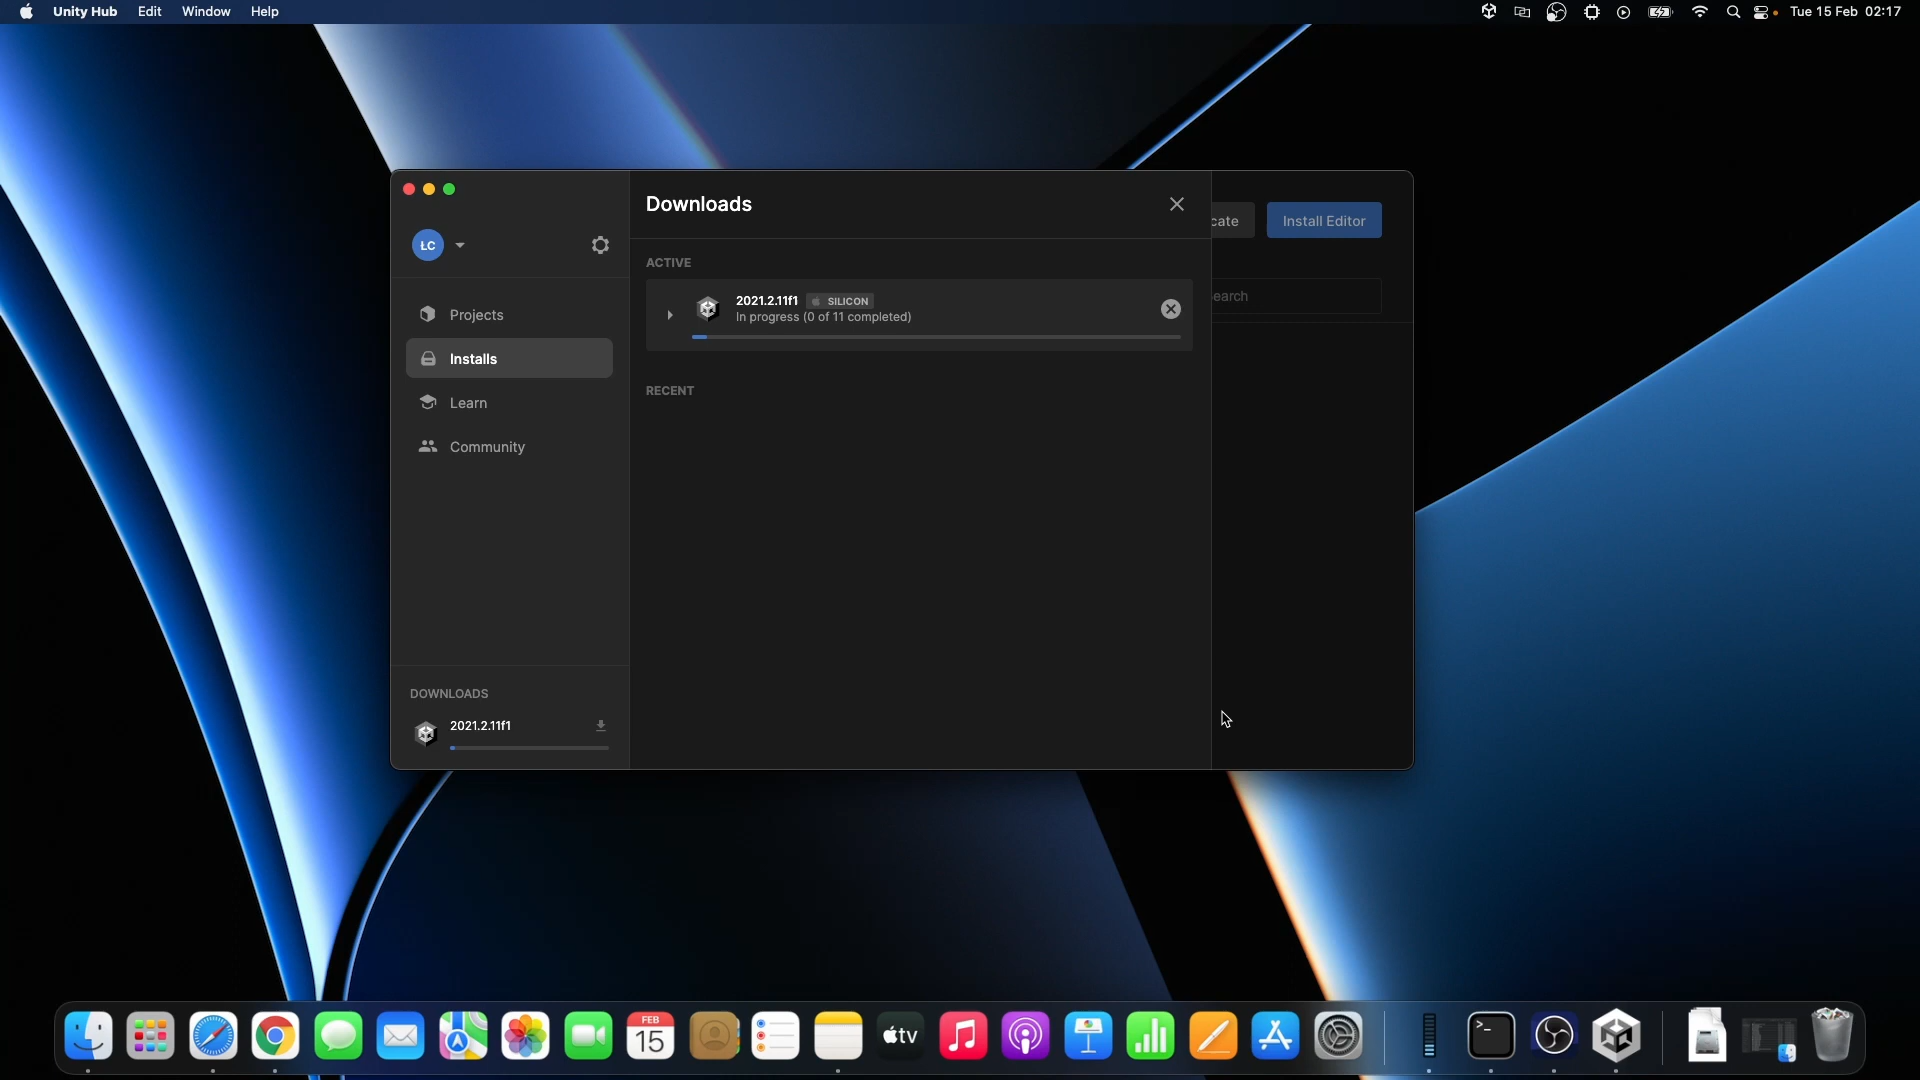 Unity Hub Edit Window Help
Tue 15 Feb 02:17
Downloads
cate
Install Editor
ŁC
ACTIVE
2021.2.11f1 SILICON
In progress (0 of 11 completed)
earch
Projects
Installs
Learn
Community
RECENT
DOWNLOADS
2021.2.11f1
FEB
15
tv
>_